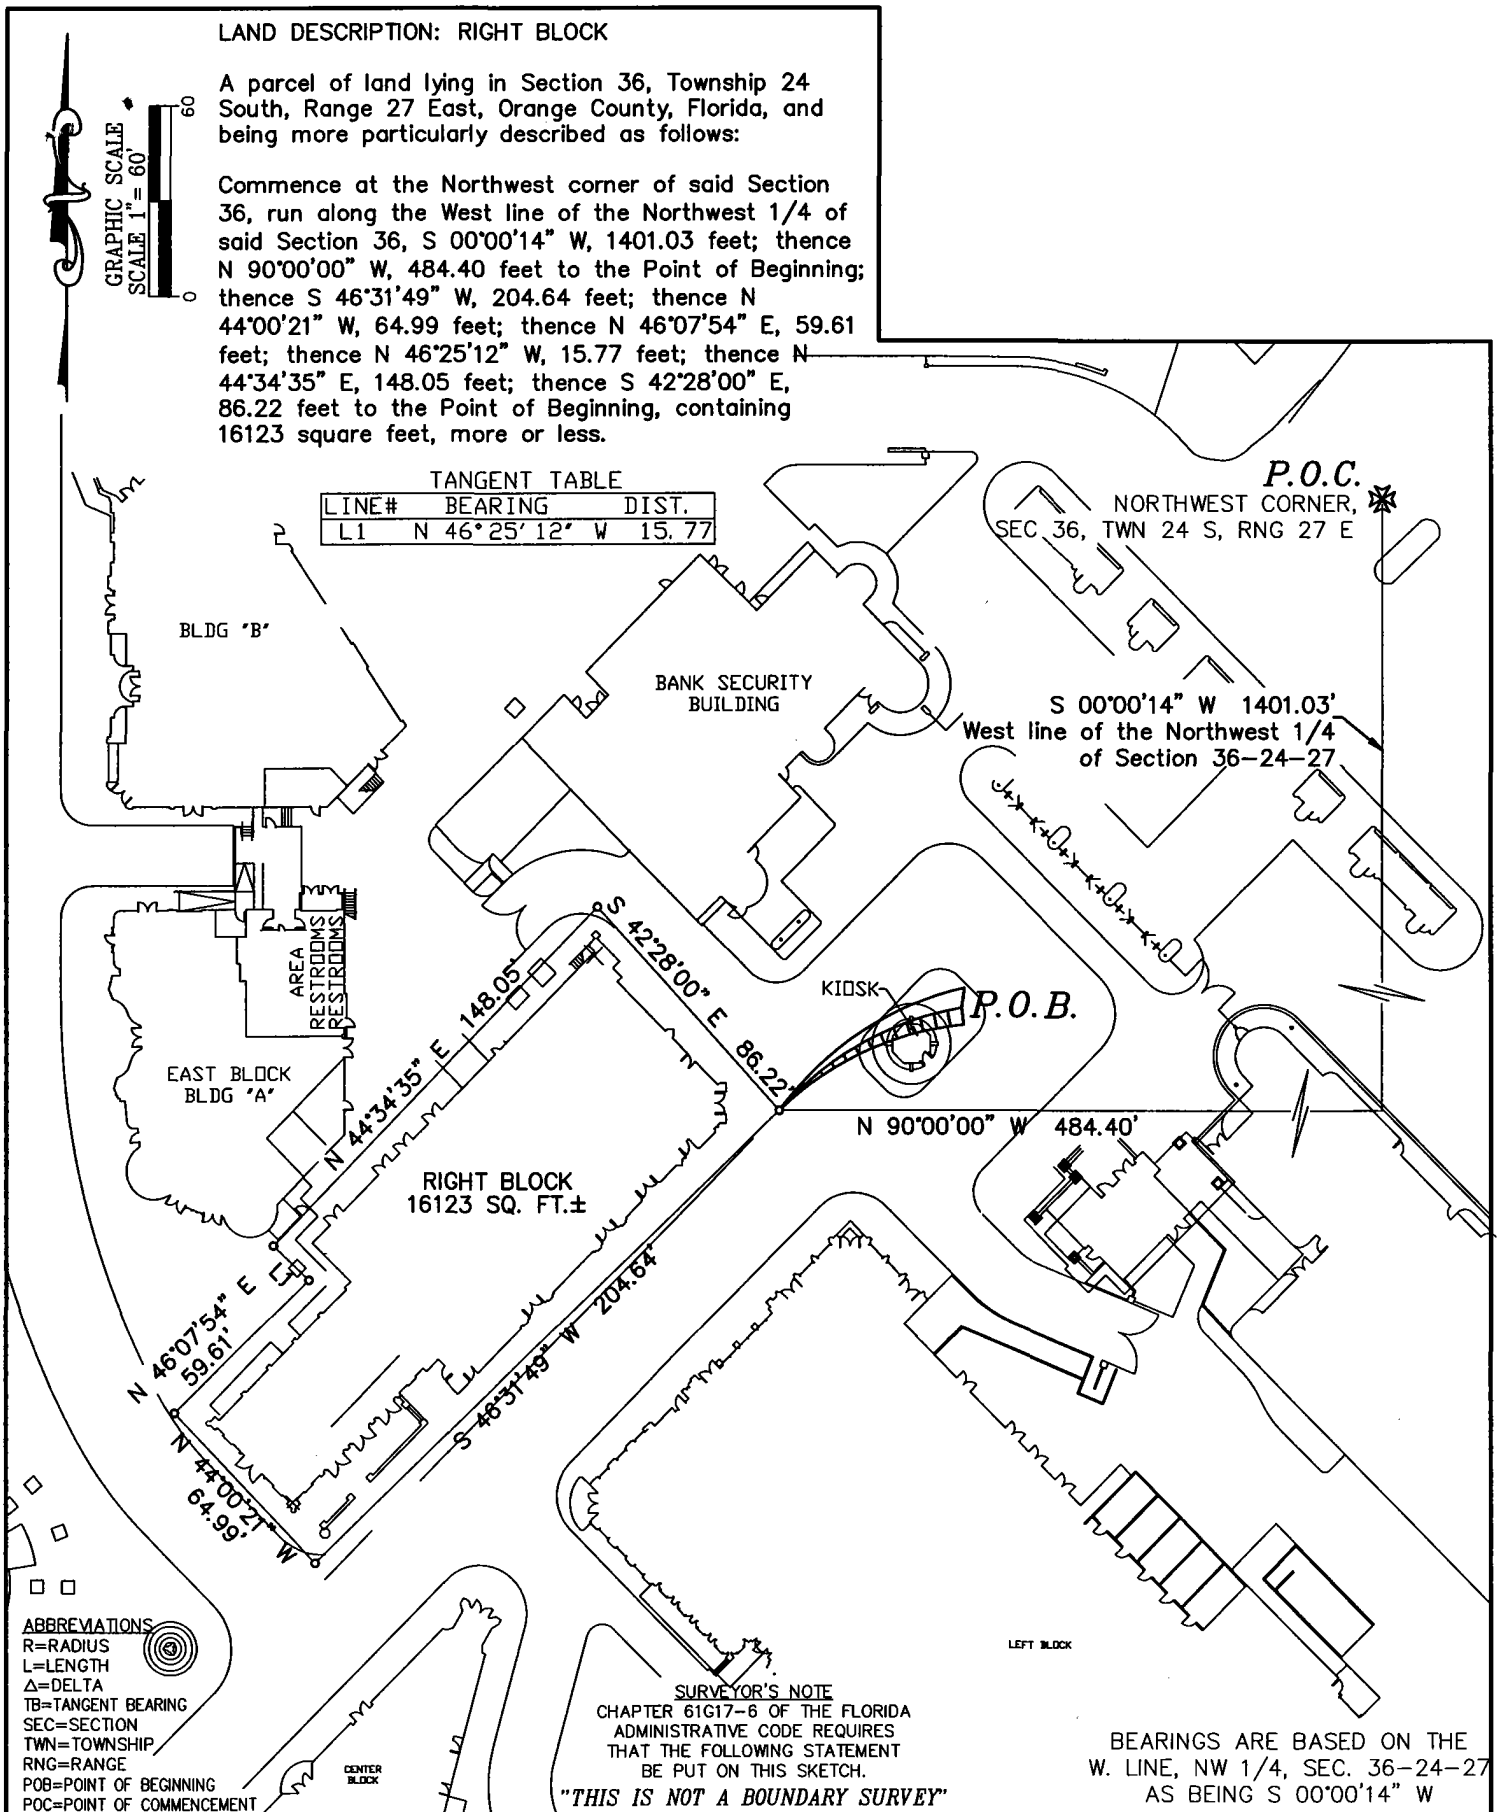 LAND DESCRIPTION: RIGHT BLOCK
A parcel of land lying in Section 36, Township 24
South, Range 27 East, Orange County, Florida, and
being more particularly described as follows:
Commence at the Northwest corner of said Section
36, run along the West line of the Northwest 1/4 of
said Section 36, S 00°00'14" W, 1401.03 feet; thence
N 90°00'00" W, 484.40 feet to the Point of Beginning;
thence S 46°31'49" W, 204.64 feet; thence N
44°00'21" W, 64.99 feet; thence N 46°07'54" E, 59.61
feet; thence N 46°25'12" W, 15.77 feet; thence N
44°34'35" E, 148.05 feet; thence S 42°28'00" E,
86.22 feet to the Point of Beginning, containing
16123 square feet, more or less.
GRAPHIC SCALE
SCALE 1"= 60'
0
60
TANGENT TABLE
LINE# BEARING DIST.
L1 N 46°25'12" W 15.77
P.O.C.
NORTHWEST CORNER,
SEC 36, TWN 24 S, RNG 27 E
BLDG "B"
BANK SECURITY
BUILDING
S 00°00'14" W 1401.03'
West line of the Northwest 1/4
of Section 36-24-27
AREA
RESTROOMS
RESTROOMS
EAST BLOCK
BLDG "A"
S 42°28'00" E 86.22'
KIOSK
P.O.B.
N 44°34'35" E 148.05'
N 90°00'00" W 484.40'
RIGHT BLOCK
16123 SQ. FT.±
L1
N 46°07'54" E
59.61'
S 46°31'49" W 204.64'
N 44°00'21" W
64.99'
LEFT BLOCK
CENTER
BLOCK
ABBREVIATIONS
R=RADIUS
L=LENGTH
Δ=DELTA
TB=TANGENT BEARING
SEC=SECTION
TWN=TOWNSHIP
RNG=RANGE
POB=POINT OF BEGINNING
POC=POINT OF COMMENCEMENT
SURVEYOR'S NOTE
CHAPTER 61G17-6 OF THE FLORIDA
ADMINISTRATIVE CODE REQUIRES
THAT THE FOLLOWING STATEMENT
BE PUT ON THIS SKETCH.
"THIS IS NOT A BOUNDARY SURVEY"
BEARINGS ARE BASED ON THE
W. LINE, NW 1/4, SEC. 36-24-27
AS BEING S 00°00'14" W